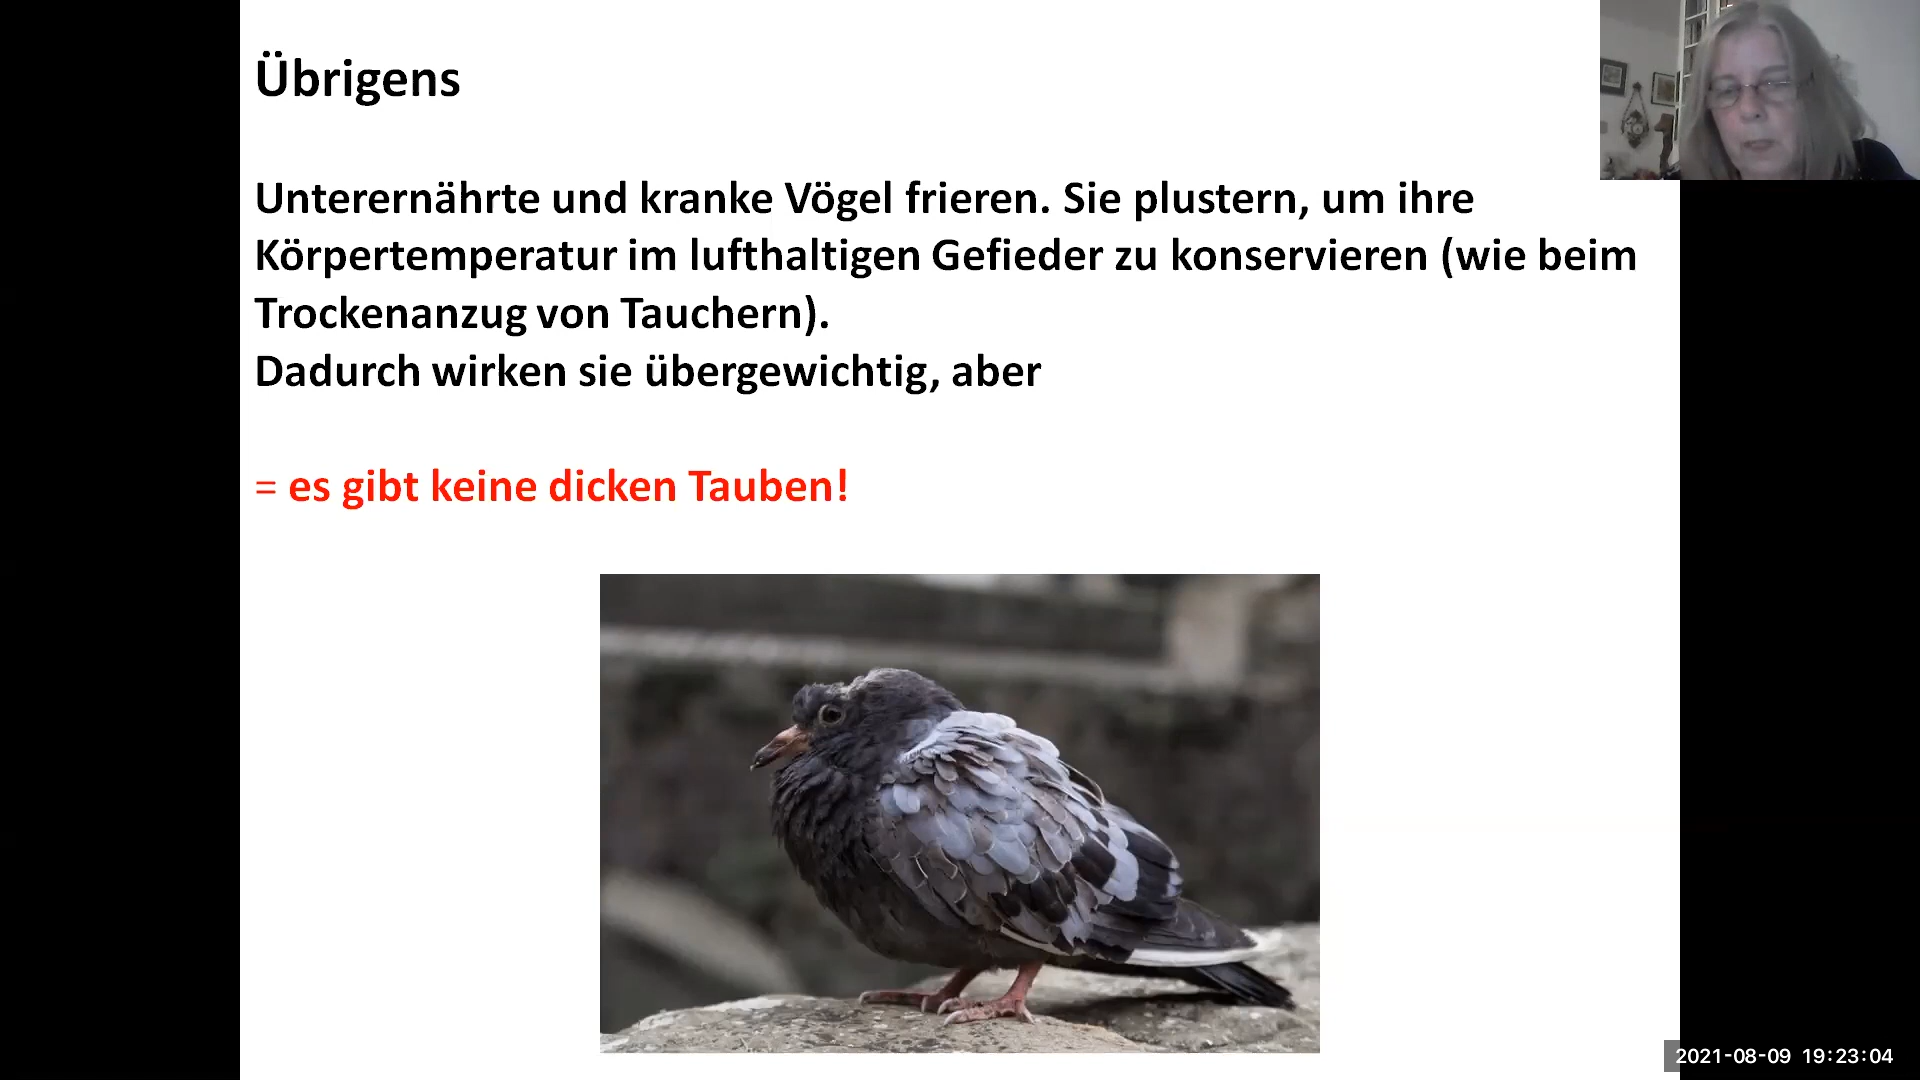 Übrigens
Unterernährte und kranke Vögel frieren. Sie plustern, um ihre
Körpertemperatur im lufthaltigen Gefieder zu konservieren (wie beim
Trockenanzug von Tauchern).
Dadurch wirken sie übergewichtig, aber
= es gibt keine dicken Tauben!
2021-08-09 19:23:04